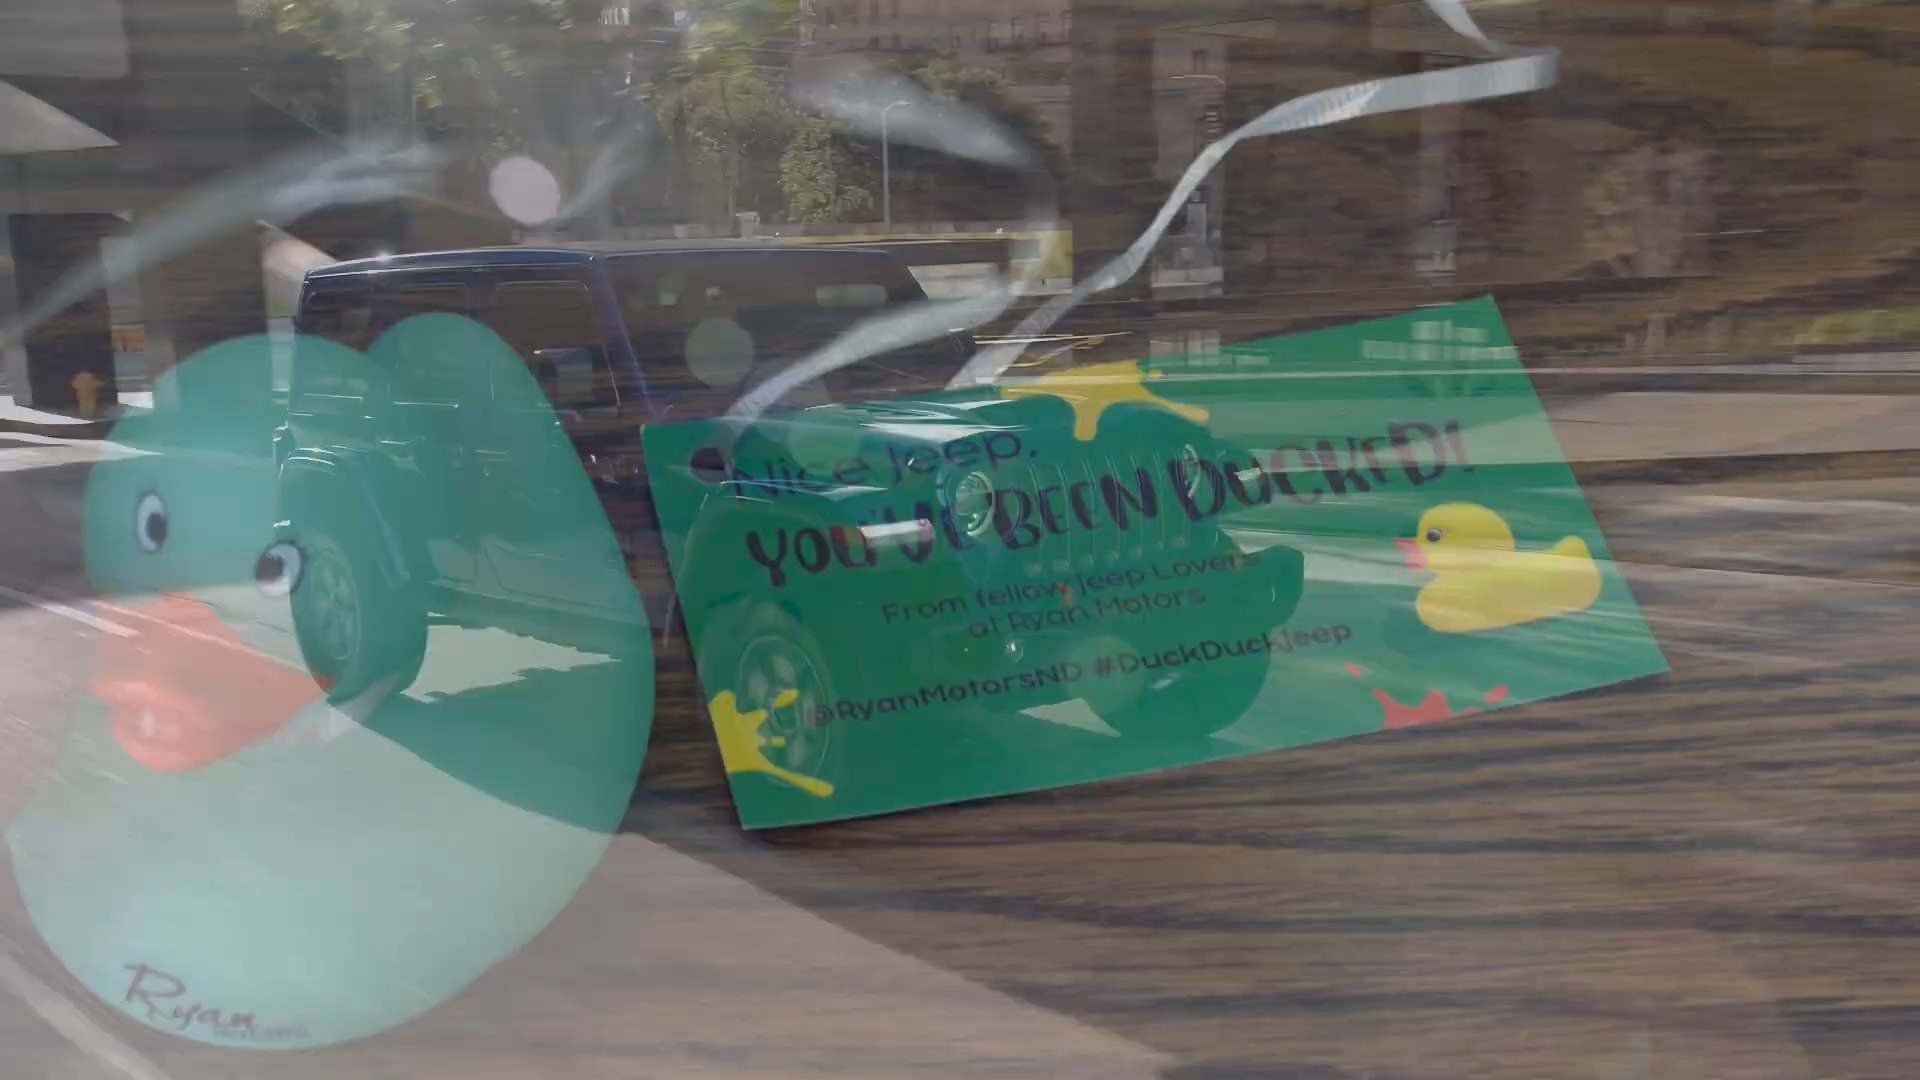 Nice Jeep,
YOU'VE BEEN DUCKED!
From fellow Jeep Lovers
at Ryan Motors
@RyanMotorsND #DuckDuckJeep
Ryan